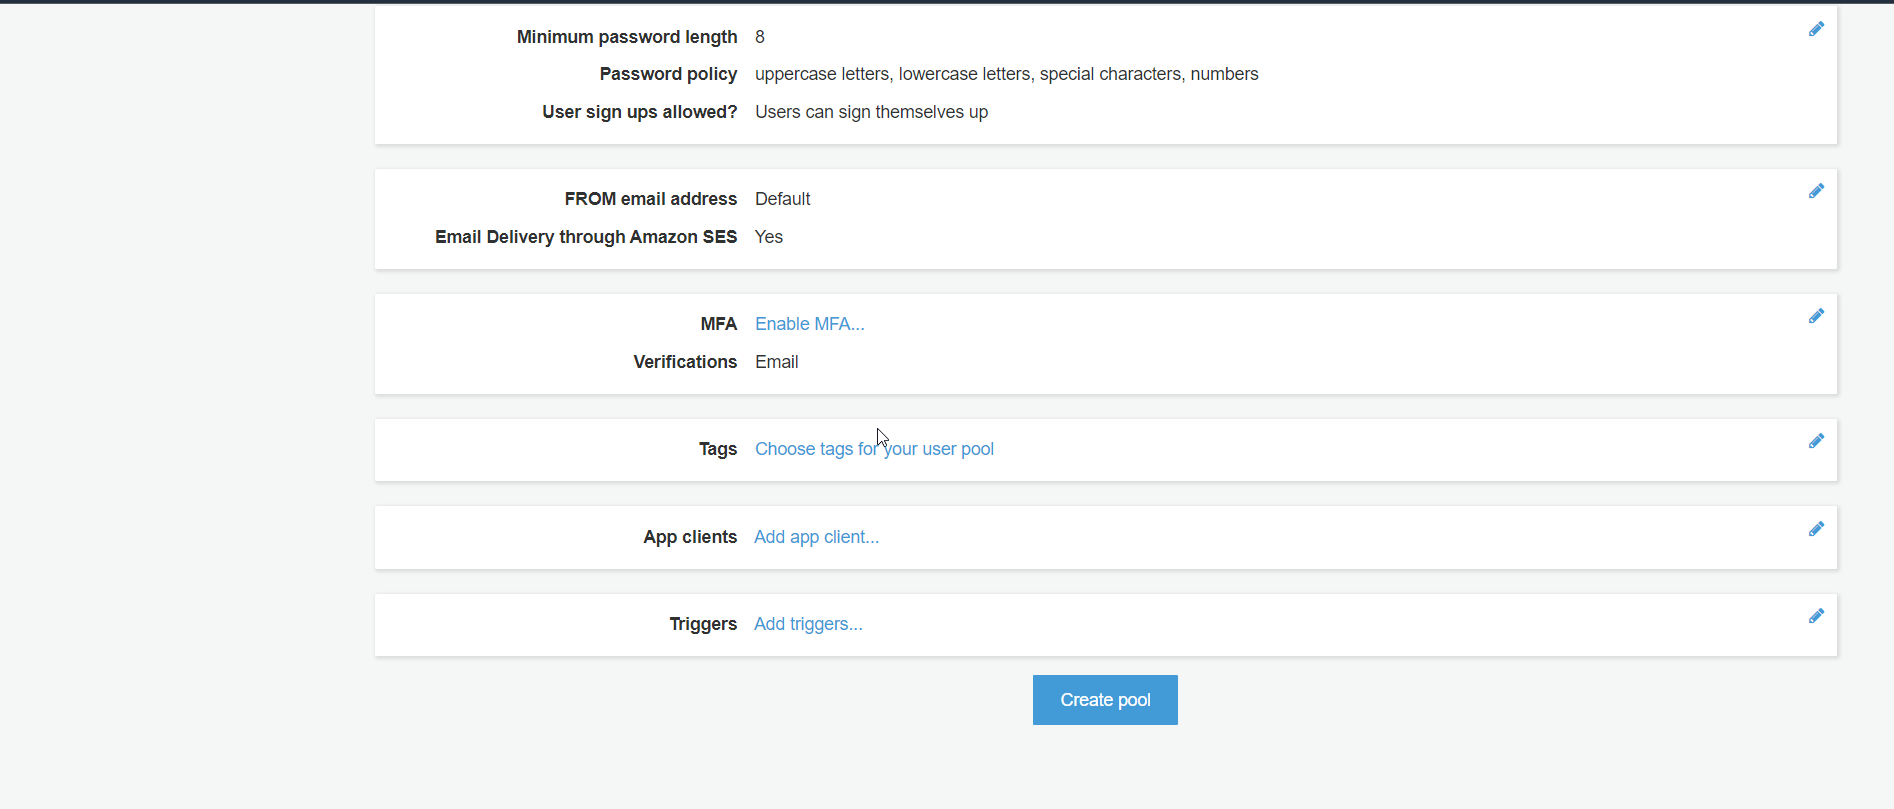 Minimum password length 8
Password policy uppercase letters, lowercase letters, special characters, numbers
User sign ups allowed? Users can sign themselves up
FROM email address Default
Email Delivery through Amazon SES Yes
MFA Enable MFA...
Verifications Email
Tags Choose tags for your user pool
App clients Add app client...
Triggers Add triggers...
Create pool